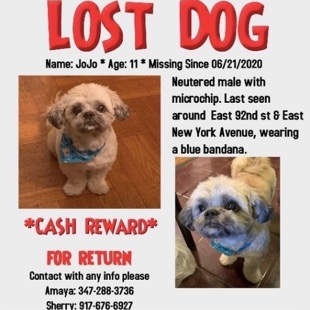 LOST DOG
Name: JoJo * Age: 11 * Missing Since 06/21/2020
Neutered male with
microchip. Last seen
around East 92nd st & East
New York Avenue, wearing
a blue bandana.
*CASH REWARD*
FOR RETURN
Contact with any info please
Amaya: 347-288-3736
Sherry: 917-676-6927